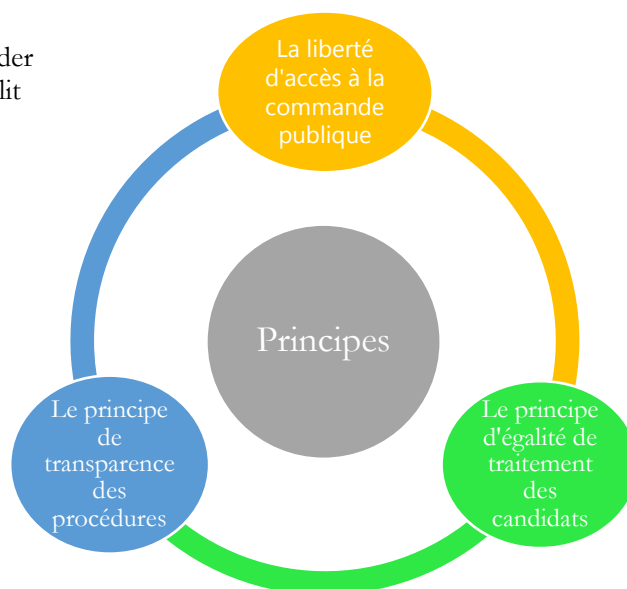 der
lit
La liberté
d'accès à la
commande
publique
Principes
Le principe
de
transparence
des
procédures
Le principe
d'égalité de
traitement
des
candidats